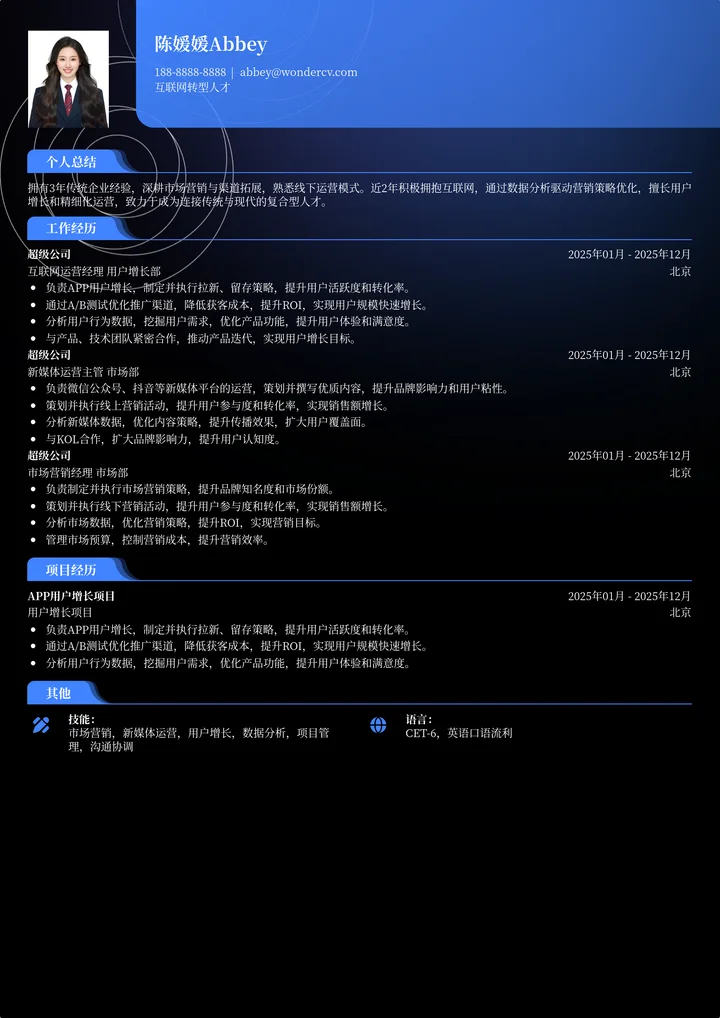 陈媛媛Abbey
188-8888-8888 | abbey@wondercv.com
互联网转型人才
个人总结
拥有3年传统企业经验，深耕市场营销与渠道拓展，熟悉线下运营模式。近2年积极拥抱互联网，通过数据分析驱动营销策略优化，擅长用户
增长和精细化运营，致力于成为连接传统与现代的复合型人才。
工作经历
超级公司 2025年01月 - 2025年12月
互联网运营经理 用户增长部 北京
• 负责APP用户增长，制定并执行拉新、留存策略，提升用户活跃度和转化率。
• 通过A/B测试优化推广渠道，降低获客成本，提升ROI，实现用户规模快速增长。
• 分析用户行为数据，挖掘用户需求，优化产品功能，提升用户体验和满意度。
• 与产品、技术团队紧密合作，推动产品迭代，实现用户增长目标。
超级公司 2025年01月 - 2025年12月
新媒体运营主管 市场部 北京
• 负责微信公众号、抖音等新媒体平台的运营，策划并撰写优质内容，提升品牌影响力和用户粘性。
• 策划并执行线上营销活动，提升用户参与度和转化率，实现销售额增长。
• 分析新媒体数据，优化内容策略，提升传播效果，扩大用户覆盖面。
• 与KOL合作，扩大品牌影响力，提升用户认知度。
超级公司 2025年01月 - 2025年12月
市场营销经理 市场部 北京
• 负责制定并执行市场营销策略，提升品牌知名度和市场份额。
• 策划并执行线下营销活动，提升用户参与度和转化率，实现销售额增长。
• 分析市场数据，优化营销策略，提升ROI，实现营销目标。
• 管理市场预算，控制营销成本，提升营销效率。
项目经历
APP用户增长项目 2025年01月 - 2025年12月
用户增长项目 北京
• 负责APP用户增长，制定并执行拉新、留存策略，提升用户活跃度和转化率。
• 通过A/B测试优化推广渠道，降低获客成本，提升ROI，实现用户规模快速增长。
• 分析用户行为数据，挖掘用户需求，优化产品功能，提升用户体验和满意度。
其他
技能：
市场营销，新媒体运营，用户增长，数据分析，项目管
理，沟通协调
语言：
CET-6，英语口语流利